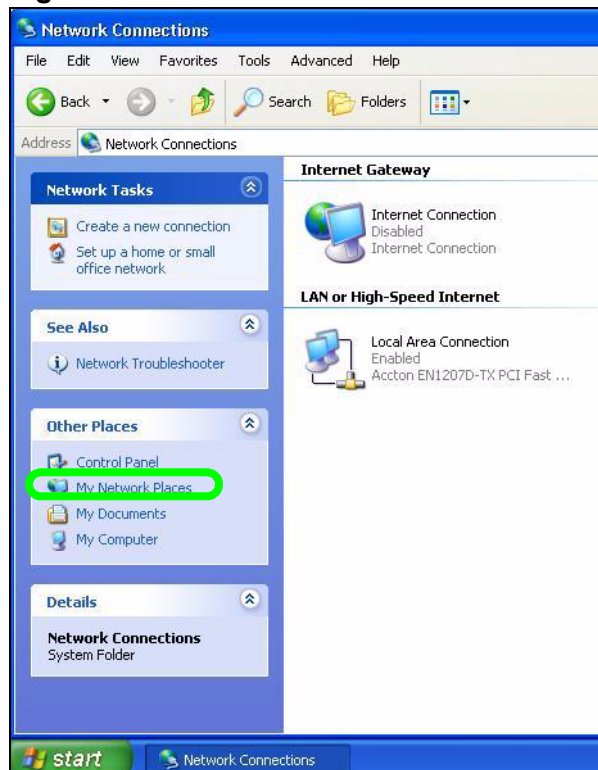 Network Connections
File Edit View Favorites Tools Advanced Help
Back Search Folders
Address Network Connections
Network Tasks
Create a new connection
Set up a home or small
office network
See Also
Network Troubleshooter
Other Places
Control Panel
My Network Places
My Documents
My Computer
Details
Network Connections
System Folder
Internet Gateway
Internet Connection
Disabled
Internet Connection
LAN or High-Speed Internet
Local Area Connection
Enabled
Accton EN1207D-TX PCI Fast ...
start Network Connections